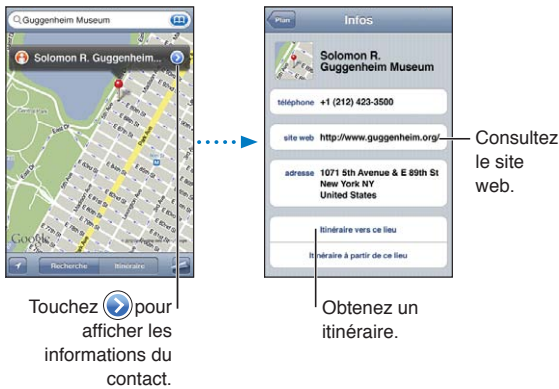 Guggenheim Museum
Solomon R. Guggenheim...
Google
Recherche
Itinéraire
Touchez pour
afficher les
informations du
contact.
Plan
Infos
Solomon R.
Guggenheim Museum
téléphone +1 (212) 423-3500
site web http://www.guggenheim.org/
adresse 1071 5th Avenue & E 89th St
New York NY
United States
Itinéraire vers ce lieu
Itinéraire à partir de ce lieu
Consultez
le site
web.
Obtenez un
itinéraire.